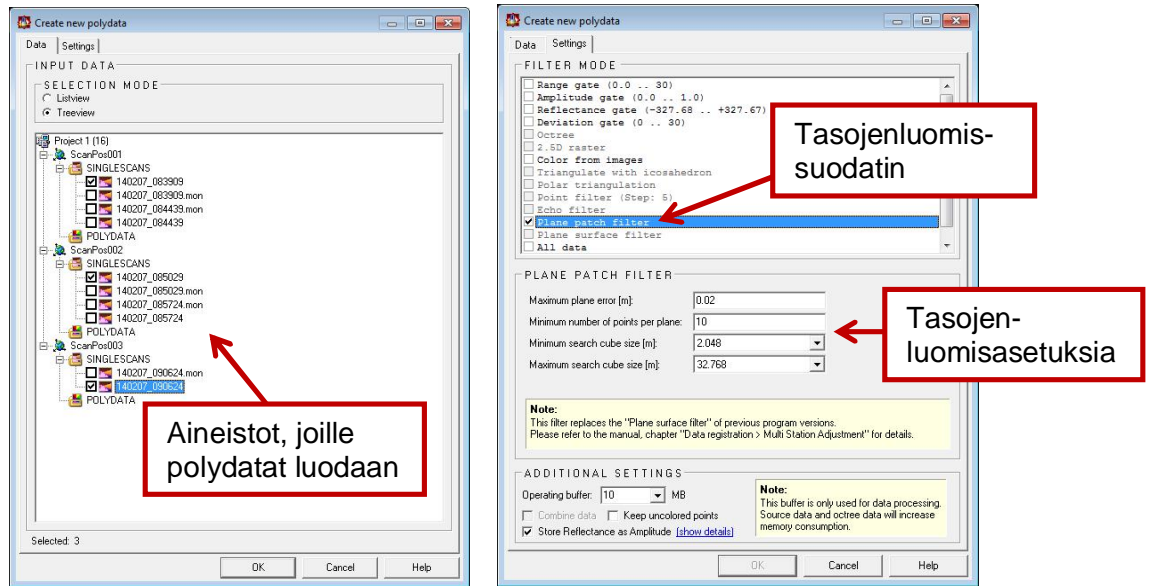 Create new polydata
Data
Settings
INPUT DATA
SELECTION MODE
Listview
Treeview
Project 1 (16)
ScanPos001
SINGLESCANS
140207_083909
140207_083909.mon
140207_084439.mon
140207_084439
POLYDATA
ScanPos002
SINGLESCANS
140207_085029
140207_085029.mon
140207_085724.mon
140207_085724
POLYDATA
ScanPos003
SINGLESCANS
140207_090624.mon
140207_090624
POLYDATA
Aineistot, joille
polydatat luodaan
Selected: 3
OK
Cancel
Help
Create new polydata
Data
Settings
FILTER MODE
Range gate (0.0 .. 30)
Amplitude gate (0.0 .. 1.0)
Reflectance gate (-327.68 .. +327.67)
Deviation gate (0 .. 30)
Octree
2.5D raster
Color from images
Triangulate with icosahedron
Polar triangulation
Point filter (Step: 5)
Echo filter
Plane patch filter
Plane surface filter
All data
Tasojenluomis-
suodatin
PLANE PATCH FILTER
Maximum plane error [m]: 0.02
Minimum number of points per plane: 10
Minimum search cube size [m]: 2.048
Maximum search cube size [m]: 32.768
Tasojen-
luomisasetuksia
Note:
This filter replaces the "Plane surface filter" of previous program versions.
Please refer to the manual, chapter "Data registration > Multi Station Adjustment" for details.
ADDITIONAL SETTINGS
Operating buffer: 10 MB
Combine data
Keep uncolored points
Store Reflectance as Amplitude (show details)
Note:
This buffer is only used for data processing.
Source data and octree data will increase
memory consumption.
OK
Cancel
Help